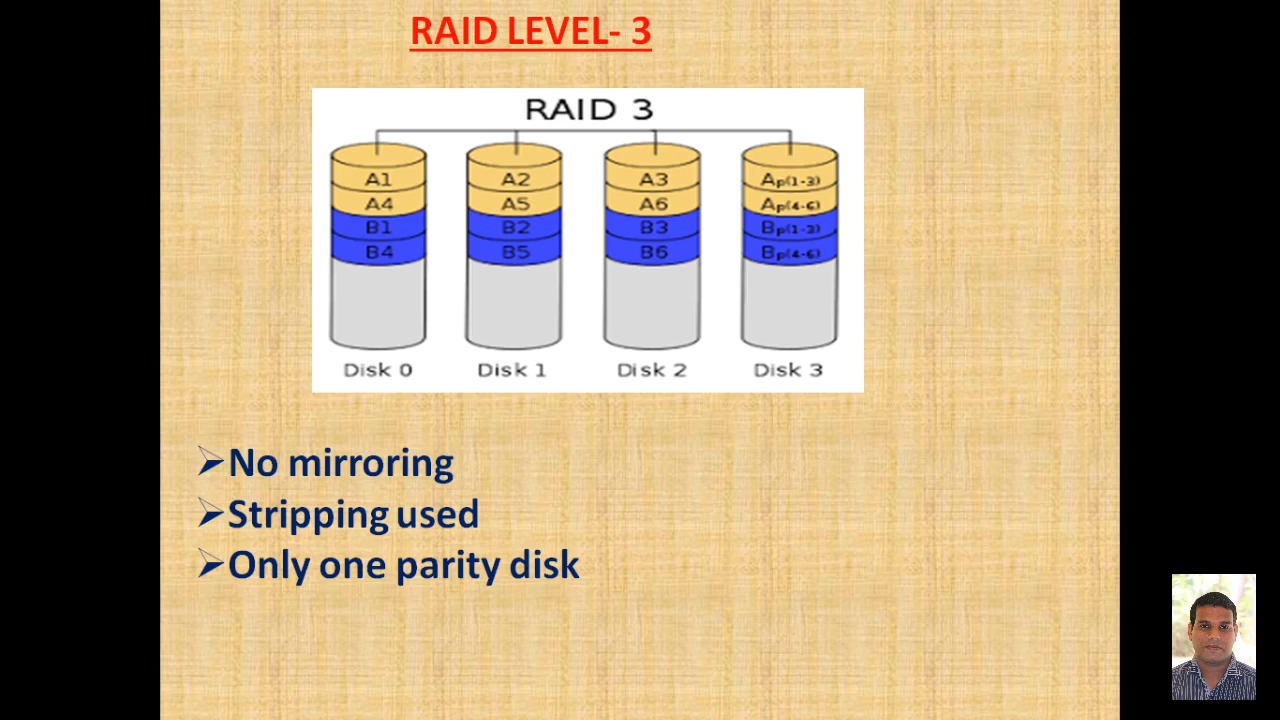 RAID LEVEL- 3
RAID 3
A1 A2 A3 Ap(1-3)
A4 A5 A6 Ap(4-6)
B1 B2 B3 Bp(1-3)
B4 B5 B6 Bp(4-6)
Disk 0 Disk 1 Disk 2 Disk 3
No mirroring
Stripping used
Only one parity disk